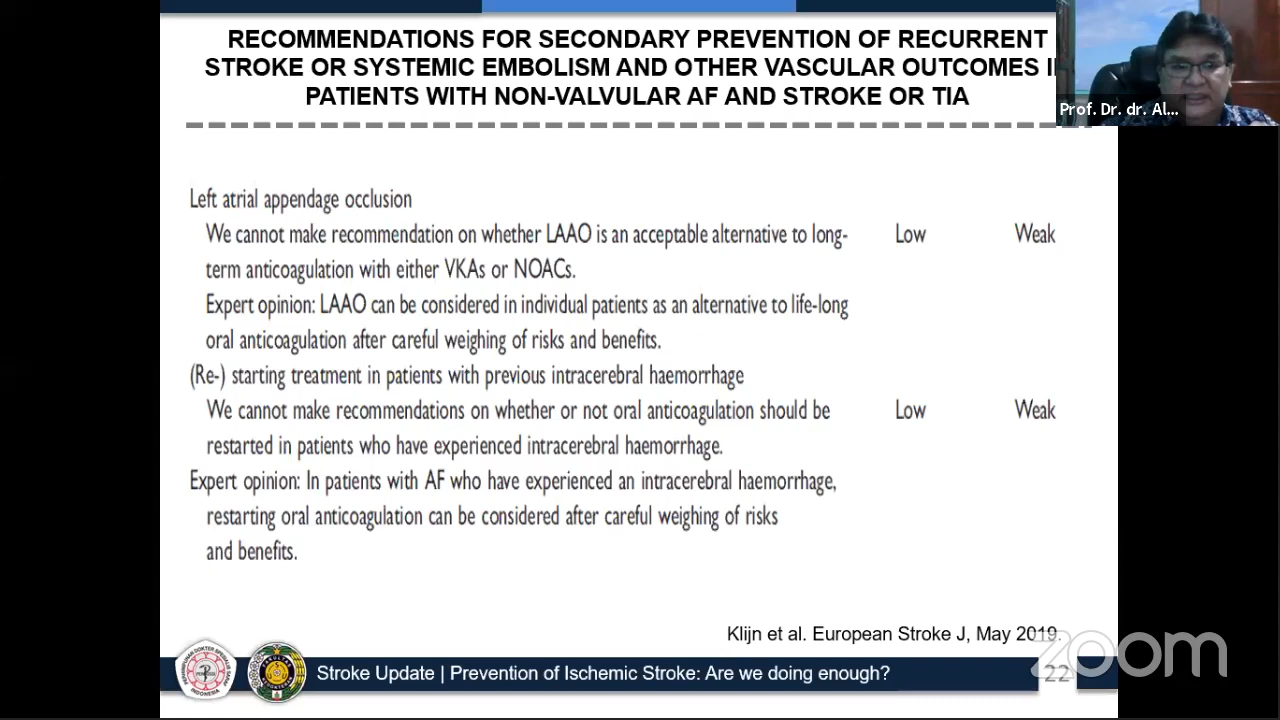 RECOMMENDATIONS FOR SECONDARY PREVENTION OF RECURRENT
STROKE OR SYSTEMIC EMBOLISM AND OTHER VASCULAR OUTCOMES
PATIENTS WITH NON-VALVULAR AF AND STROKE OR TIA
Prof. Dr. dr. Al...
Left atrial appendage occlusion
We cannot make recommendation on whether LAAO is an acceptable alternative to long- Low Weak
term anticoagulation with either VKAs or NOACs.
Expert opinion: LAAO can be considered in individual patients as an alternative to life-long
oral anticoagulation after careful weighing of risks and benefits.
(Re-) starting treatment in patients with previous intracerebral haemorrhage
We cannot make recommendations on whether or not oral anticoagulation should be Low Weak
restarted in patients who have experienced intracerebral haemorrhage.
Expert opinion: In patients with AF who have experienced an intracerebral haemorrhage,
restarting oral anticoagulation can be considered after careful weighing of risks
and benefits.
Klijn et al. European Stroke J, May 2019.
zoom
Stroke Update | Prevention of Ischemic Stroke: Are we doing enough?
22